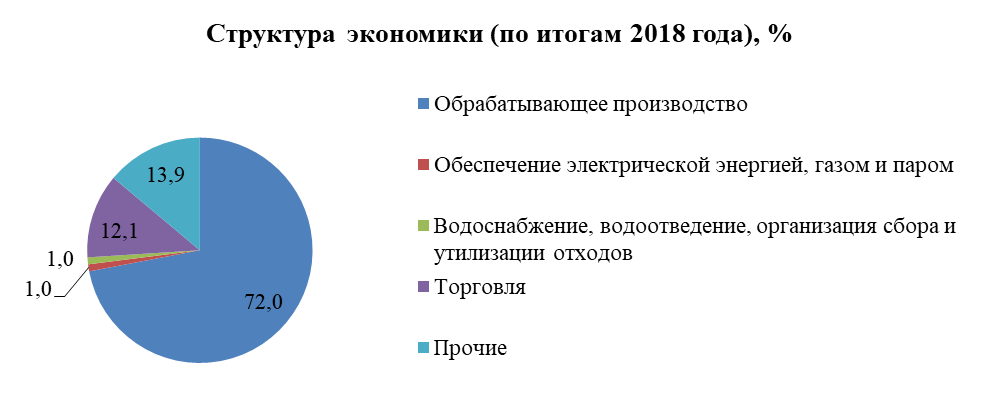 Структура экономики (по итогам 2018 года), %
Обрабатывающее производство
Обеспечение электрической энергией, газом и паром
Водоснабжение, водоотведение, организация сбора и
утилизации отходов
Торговля
Прочие
13,9
12,1
1,0
1,0
72,0